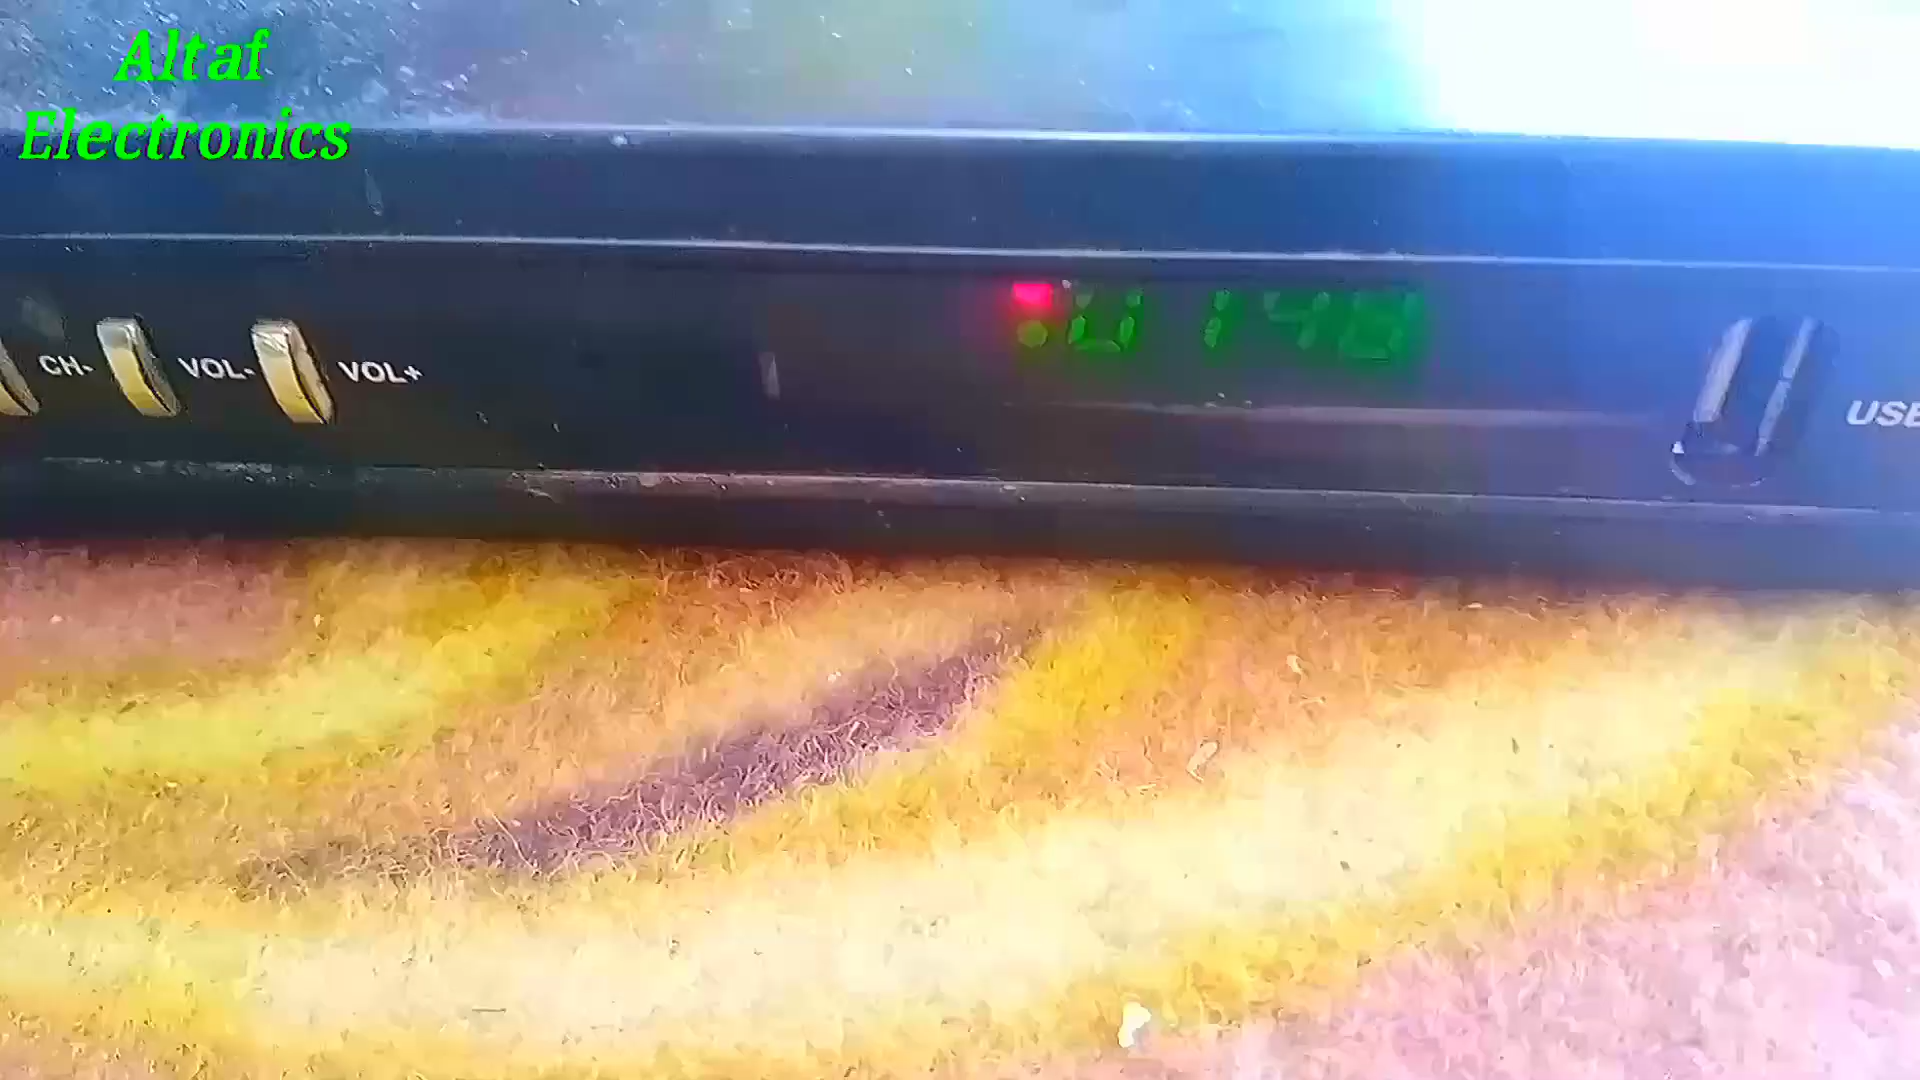 Altaf
Electronics
CH-
VOL-
VOL+
USB